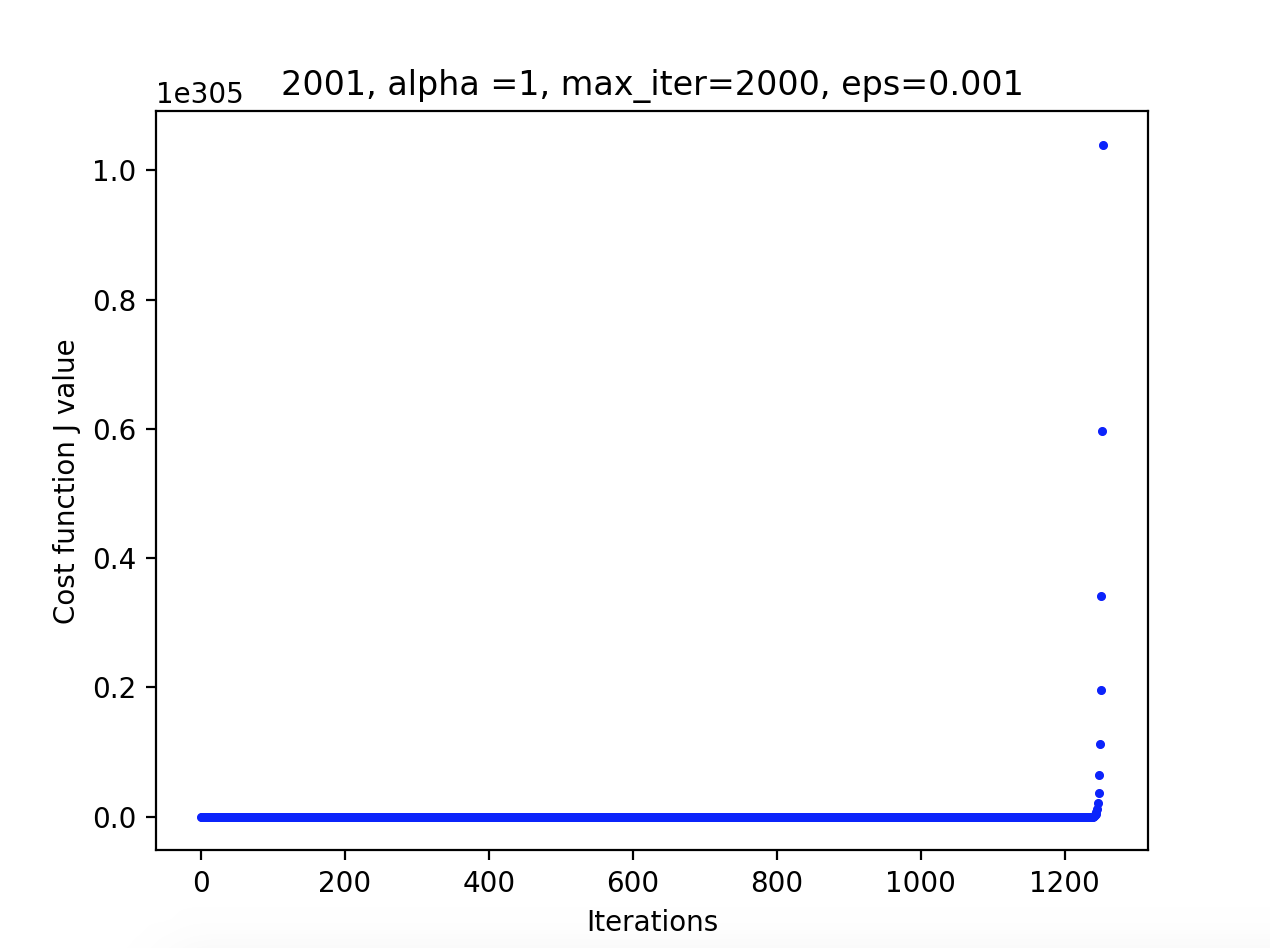 2001, alpha =1, max_iter=2000, eps=0.001
1e305
1.0
0.8
0.6
0.4
0.2
0.0
Cost function J value
0 200 400 600 800 1000 1200
Iterations